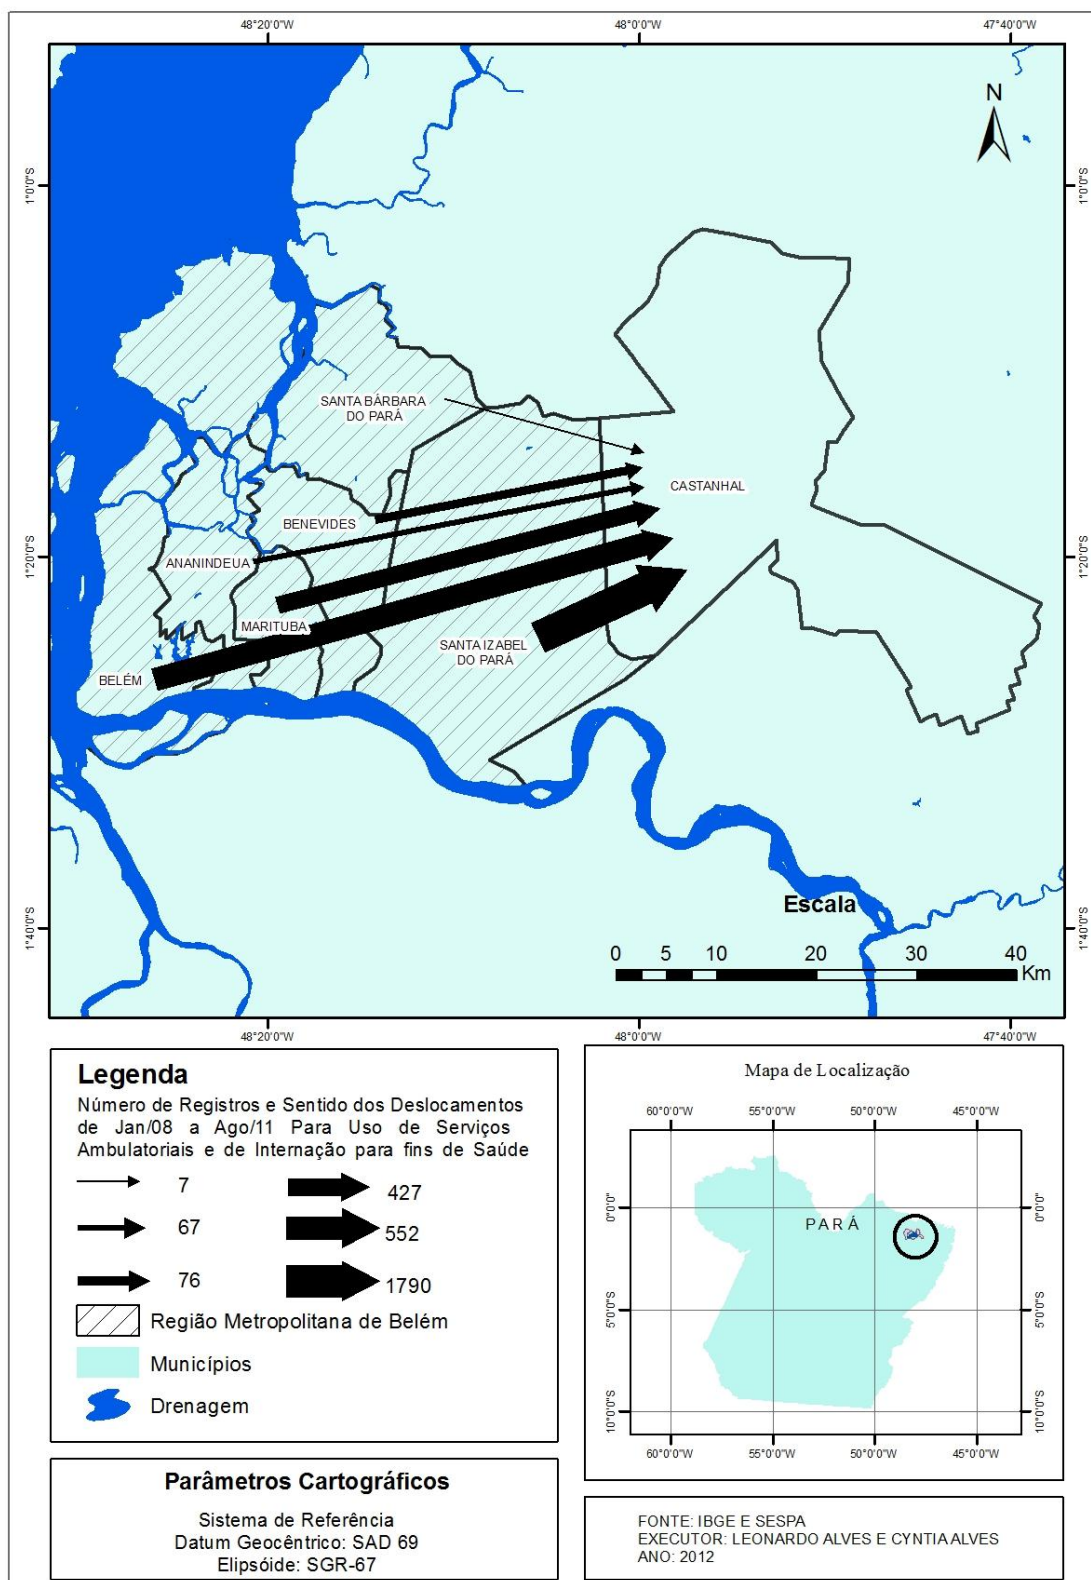 48°20'0"W
48°0'0"W
47°40'0"W
N
1°0'0"S
1°0'0"S
SANTA BÁRBARA
DO PARÁ
CASTANHAL
BENEVIDES
1°20'0"S
ANANINDEUA
1°20'0"S
MARITUBA
SANTA IZABEL
DO PARÁ
BELÉM
Escala
1°40'0"S
1°40'0"S
0 5 10 20 30 40
Km
48°20'0"W
48°0'0"W
47°40'0"W
Legenda
Número de Registros e Sentido dos Deslocamentos
de Jan/08 a Ago/11 Para Uso de Serviços
Ambulatoriais e de Internação para fins de Saúde
7
427
67
552
76
1790
Região Metropolitana de Belém
Municípios
Drenagem
Mapa de Localização
60°0'0"W
55°0'0"W
50°0'0"W
45°0'0"W
0°0'0"
0°0'0"
PARÁ
5°0'0"S
5°0'0"S
10°0'0"S
10°0'0"S
60°0'0"W
55°0'0"W
50°0'0"W
45°0'0"W
Parâmetros Cartográficos
Sistema de Referência
Datum Geocêntrico: SAD 69
Elipsóide: SGR-67
FONTE: IBGE E SESPA
EXECUTOR: LEONARDO ALVES E CYNTIA ALVES
ANO: 2012